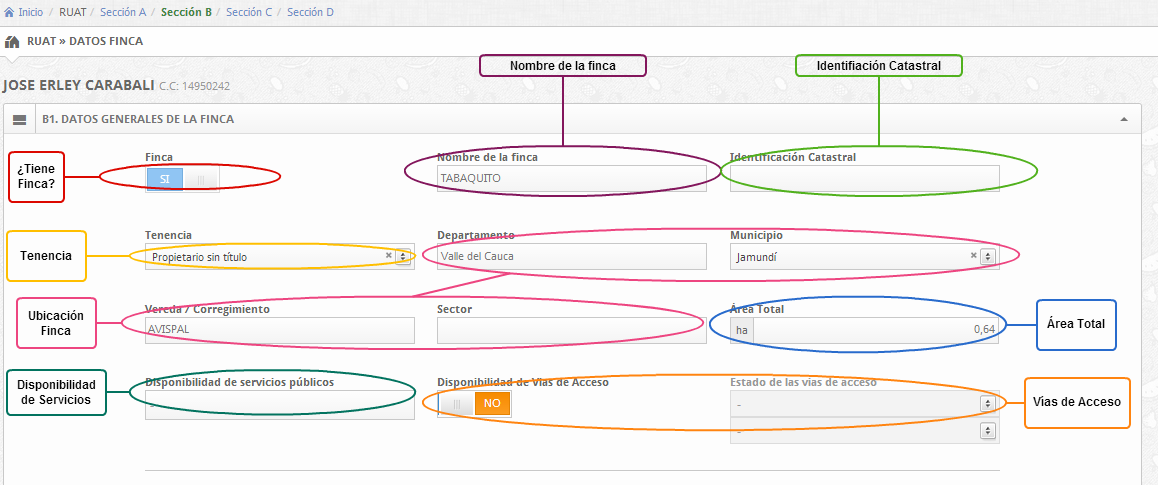 Inicio / RUAT / Sección A / Sección B / Sección C / Sección D
RUAT » DATOS FINCA
Nombre de la finca
Identifiación Catastral
JOSE ERLEY CARABALI C.C: 14950242
B1. DATOS GENERALES DE LA FINCA
¿Tiene
Finca?
Finca
SI
Nombre de la finca
TABAQUITO
Identificación Catastral
Tenencia
Tenencia
Propietario sin título
Departamento
Valle del Cauca
Municipio
Jamundí
Ubicación
Finca
Vereda / Corregimiento
AVISPAL
Sector
Área Total
ha 0,64
Área Total
Disponibilidad
de Servicios
Disponibilidad de servicios públicos
-
Disponibilidad de Vías de Acceso
NO
Estado de las vías de acceso
-
-
Vias de Acceso